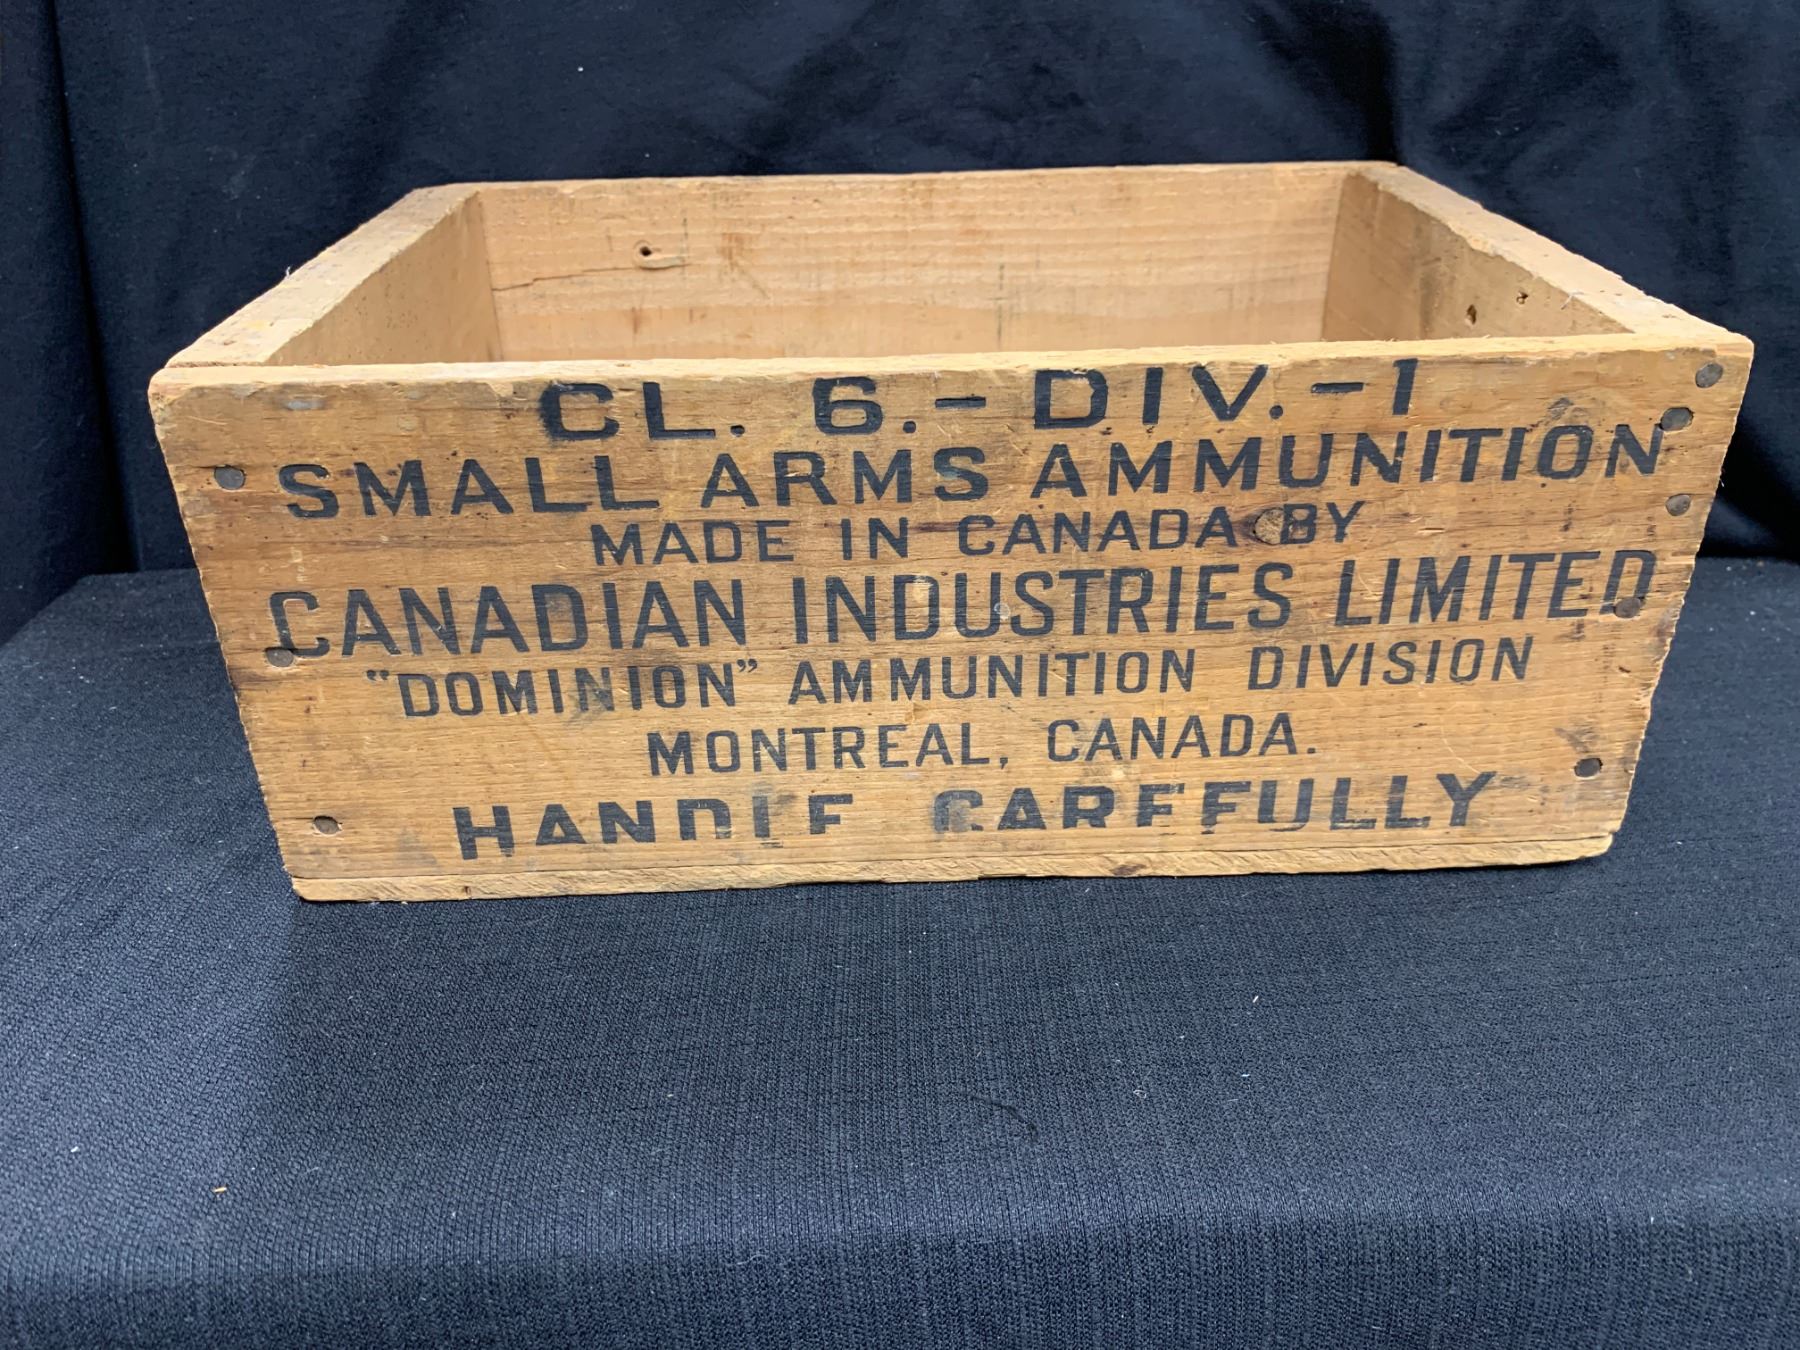 CL. 6.-DIV.-1
SMALL ARMS AMMUNITION
MADE IN CANADA BY
CANADIAN INDUSTRIES LIMITED
"DOMINION" AMMUNITION DIVISION
MONTREAL, CANADA.
HANDLE CAREFULLY